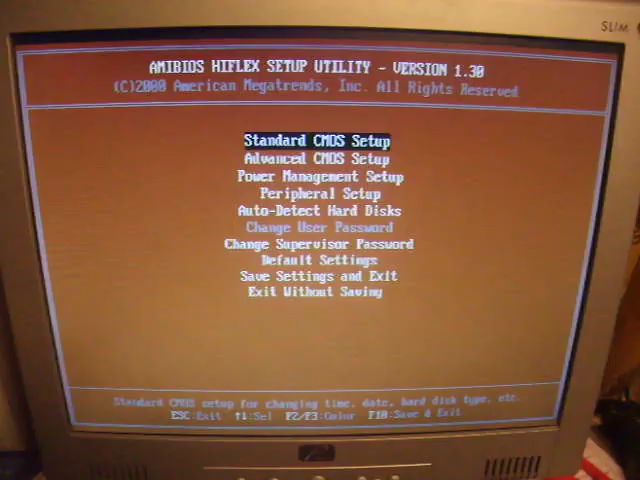 SLIM
AMIBIOS HIFLEX SETUP UTILITY - VERSION 1.30
(C)2000 American Megatrends, Inc. All Rights Reserved
Standard CMOS Setup
Advanced CMOS Setup
Power Management Setup
Peripheral Setup
Auto-Detect Hard Disks
Change User Password
Change Supervisor Password
Default Settings
Save Settings and Exit
Exit Without Saving
Standard CMOS setup for changing time, date, hard disk type, etc.
ESC:Exit ↑↓:Sel F2/F3:Color F10:Save & Exit